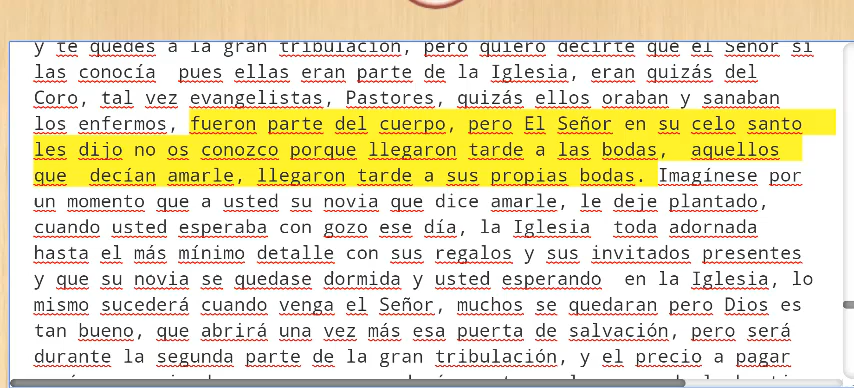 y te quedes a la gran tribulación, pero quiero decirte que el Señor si
las conocía  pues ellas eran parte de la Iglesia, eran quizás del
Coro, tal vez evangelistas, Pastores, quizás ellos oraban y sanaban
los enfermos, fueron parte del cuerpo, pero El Señor en su celo santo
les dijo no os conozco porque llegaron tarde a las bodas,  aquellos
que  decían amarle, llegaron tarde a sus propias bodas. Imagínese por
un momento que a usted su novia que dice amarle, le deje plantado,
cuando usted esperaba con gozo ese día, la Iglesia  toda adornada
hasta el más mínimo detalle con sus regalos y sus invitados presentes
y que su novia se quedase dormida y usted esperando  en la Iglesia, lo
mismo sucederá cuando venga el Señor, muchos se quedaran pero Dios es
tan bueno, que abrirá una vez más esa puerta de salvación, pero será
durante la segunda parte de la gran tribulación, y el precio a pagar